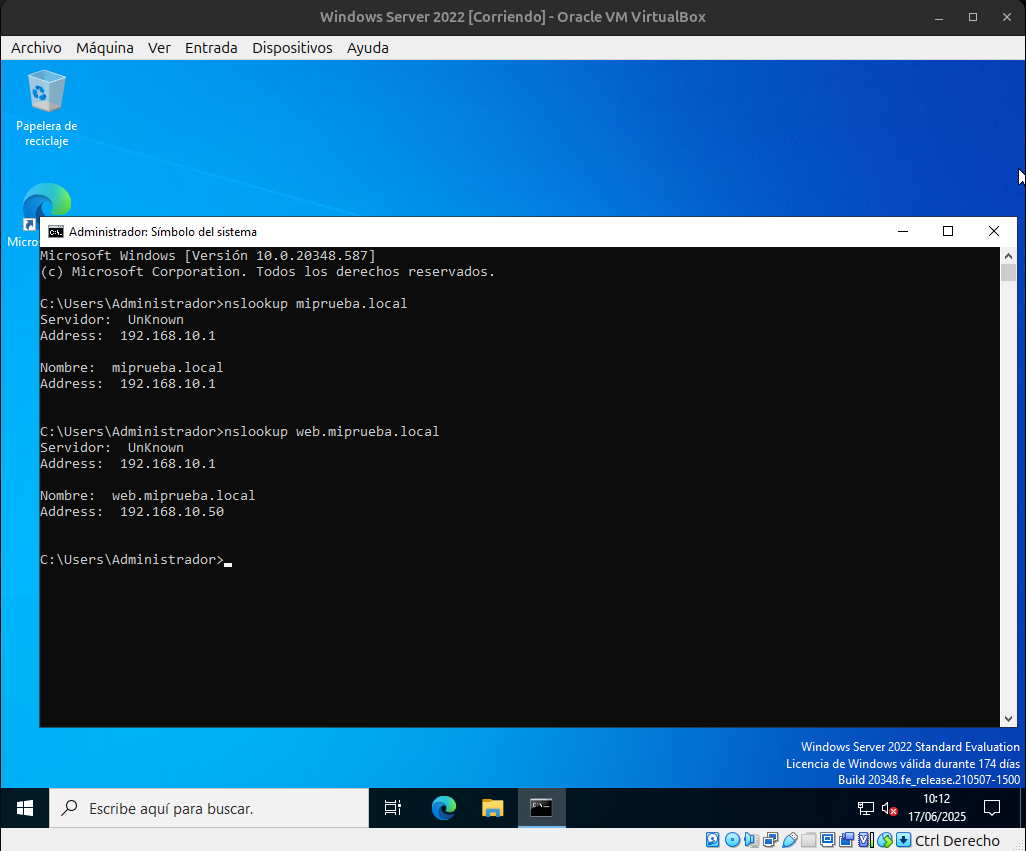 Windows Server 2022 [Corriendo] - Oracle VM VirtualBox
Archivo Máquina Ver Entrada Dispositivos Ayuda
Papelera de
reciclaje
Micro
Administrador: Símbolo del sistema
Microsoft Windows [Versión 10.0.20348.587]
(c) Microsoft Corporation. Todos los derechos reservados.
C:\Users\Administrador>nslookup miprueba.local
Servidor:  UnKnown
Address:  192.168.10.1
Nombre:  miprueba.local
Address:  192.168.10.1
C:\Users\Administrador>nslookup web.miprueba.local
Servidor:  UnKnown
Address:  192.168.10.1
Nombre:  web.miprueba.local
Address:  192.168.10.50
C:\Users\Administrador>
Windows Server 2022 Standard Evaluation
Licencia de Windows válida durante 174 días
Build 20348.fe_release.210507-1500
Escribe aquí para buscar.
10:12
17/06/2025
Ctrl Derecho